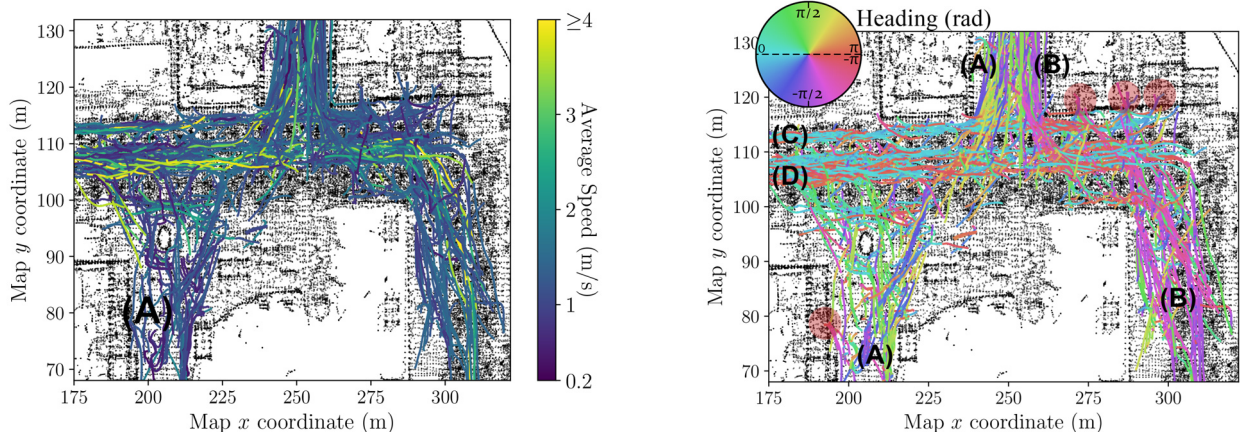 130
120
110
100
90
80
70
Map y coordinate (m)
175 200 225 250 275 300
Map x coordinate (m)
(A)
≥4
3
2
1
0.2
Average Speed (m/s)
Heading (rad)
π/2
0 π
-π
-π/2
130
120
110
100
90
80
70
Map y coordinate (m)
(A) (B)
(C)
(D)
(B)
(A)
175 200 225 250 275 300
Map x coordinate (m)